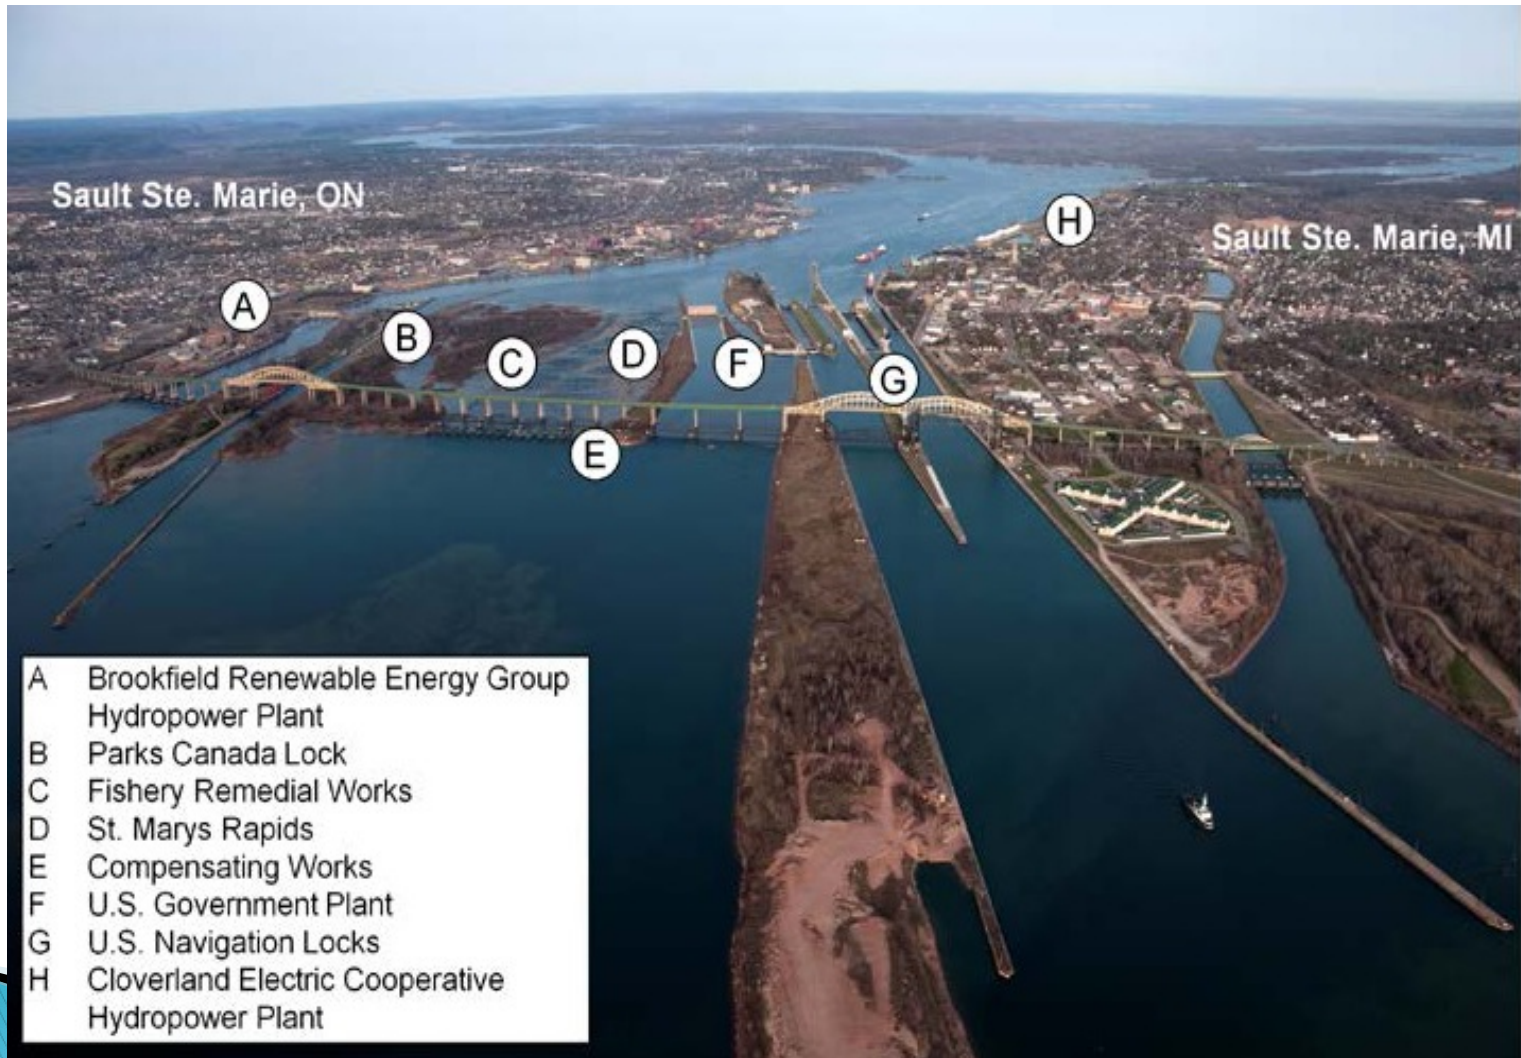 Sault Ste. Marie, ON
H
Sault Ste. Marie, MI
A
B
C
D
F
G
E
A Brookfield Renewable Energy Group
Hydropower Plant
B Parks Canada Lock
C Fishery Remedial Works
D St. Marys Rapids
E Compensating Works
F U.S. Government Plant
G U.S. Navigation Locks
H Cloverland Electric Cooperative
Hydropower Plant